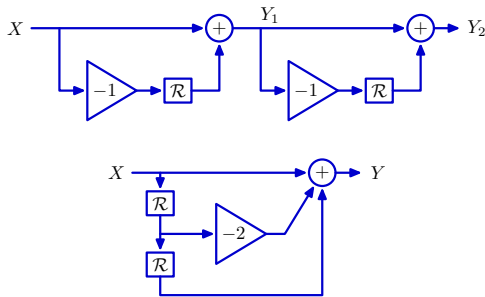 X + Y₁ + Y₂
−1 ℛ −1 ℛ
X + Y
ℛ
−2
ℛ